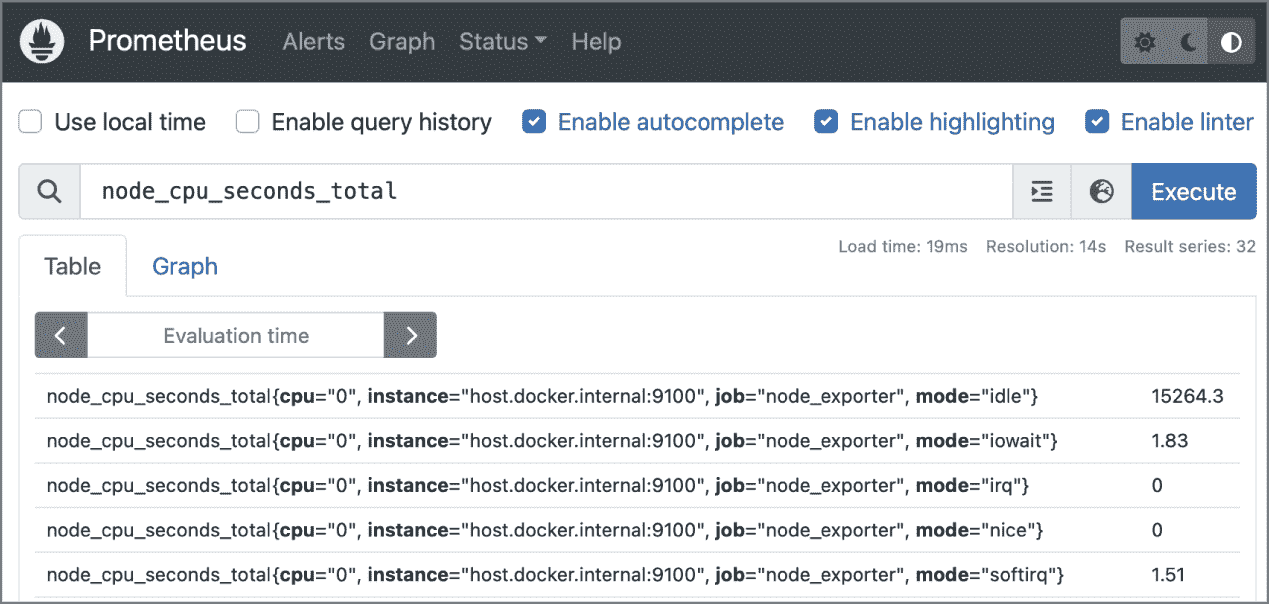 Prometheus Alerts Graph Status Help
Use local time Enable query history Enable autocomplete Enable highlighting Enable linter
node_cpu_seconds_total Execute
Load time: 19ms Resolution: 14s Result series: 32
Table Graph
Evaluation time
node_cpu_seconds_total{cpu="0", instance="host.docker.internal:9100", job="node_exporter", mode="idle"} 15264.3
node_cpu_seconds_total{cpu="0", instance="host.docker.internal:9100", job="node_exporter", mode="iowait"} 1.83
node_cpu_seconds_total{cpu="0", instance="host.docker.internal:9100", job="node_exporter", mode="irq"} 0
node_cpu_seconds_total{cpu="0", instance="host.docker.internal:9100", job="node_exporter", mode="nice"} 0
node_cpu_seconds_total{cpu="0", instance="host.docker.internal:9100", job="node_exporter", mode="softirq"} 1.51